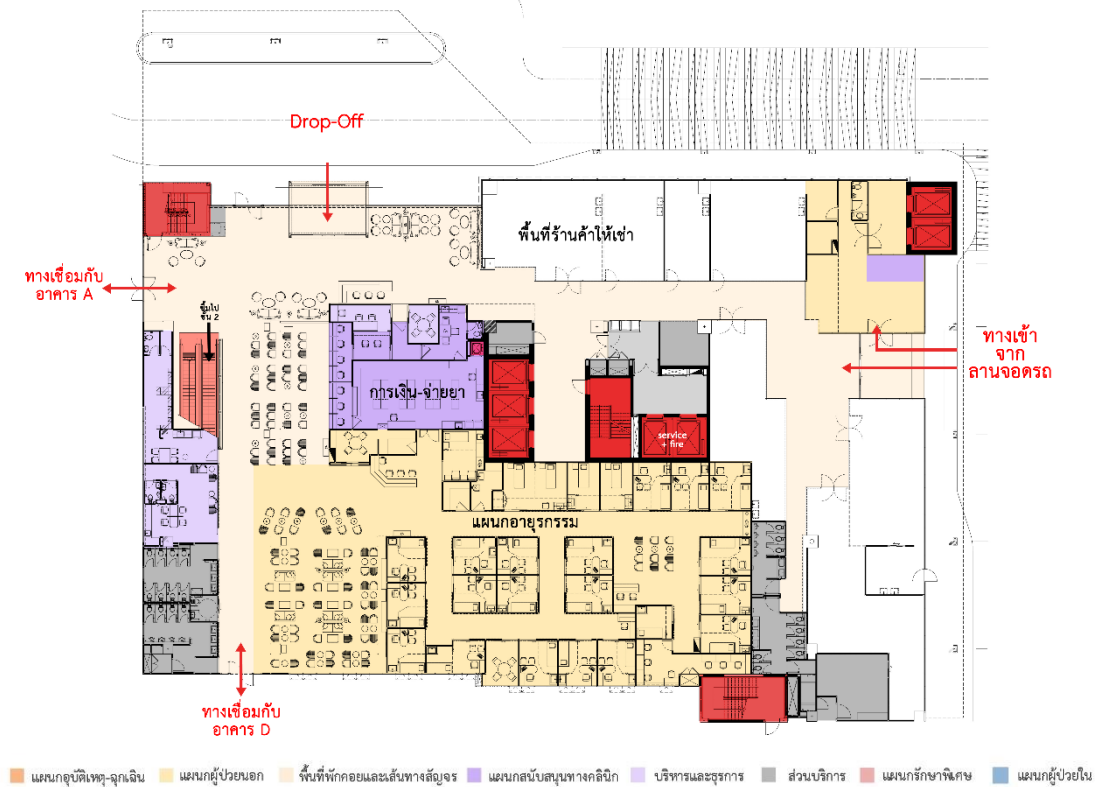 Drop-Off
พื้นที่ร้านค้าให้เช่า
ทางเชื่อมกับ
อาคาร A
ขึ้นไป
ชั้น 2
ทางเข้า
จาก
ลานจอดรถ
การเงิน-จ่ายยา
service
+ fire
แผนกอายุรกรรม
ทางเชื่อมกับ
อาคาร D
แผนกอุบัติเหตุ-ฉุกเฉิน
แผนกผู้ป่วยนอก
พื้นที่พักคอยและเส้นทางสัญจร
แผนกสนับสนุนทางคลินิก
บริหารและธุรการ
ส่วนบริการ
แผนกรักษาพิเศษ
แผนกผู้ป่วยใน